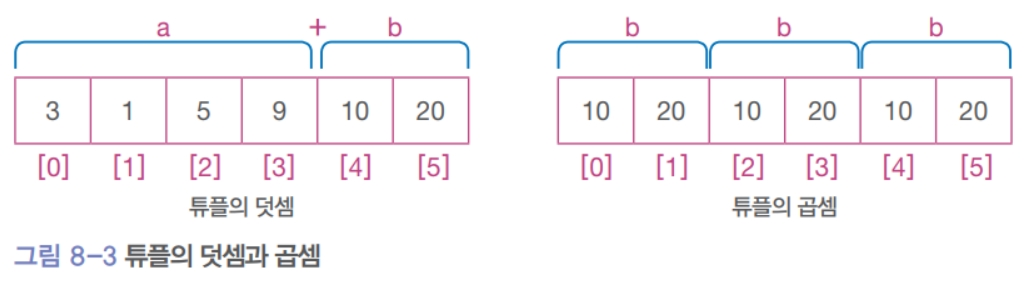 a + b
3 1 5 9 10 20
[0] [1] [2] [3] [4] [5]
튜플의 덧셈
b b b
10 20 10 20 10 20
[0] [1] [2] [3] [4] [5]
튜플의 곱셈
그림 8-3 튜플의 덧셈과 곱셈